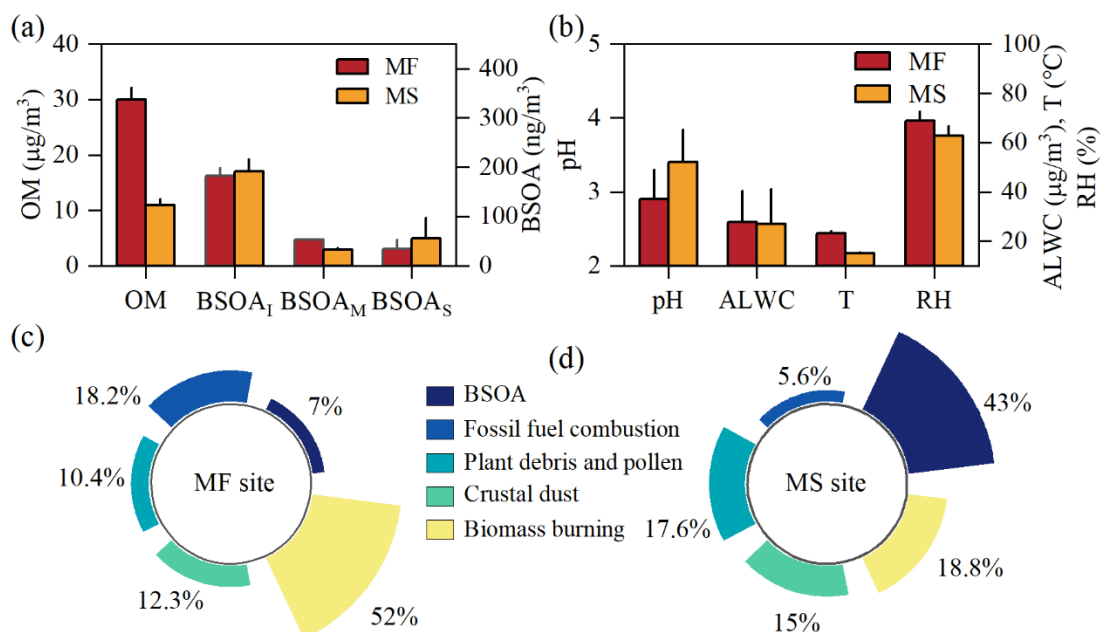 (a)
40
30
20
10
0
OM (μg/m³)
MF
MS
400
300
200
100
0
BSOA (ng/m³)
OM
BSOA_I
BSOA_M
BSOA_S
(b)
5
4
3
2
pH
MF
MS
100
80
60
40
20
ALWC (μg/m³), T (°C)
RH (%)
pH
ALWC
T
RH
(c)
18.2%
7%
10.4%
MF site
12.3%
52%
BSOA
Fossil fuel combustion
Plant debris and pollen
Crustal dust
Biomass burning
(d)
5.6%
43%
MS site
17.6%
18.8%
15%